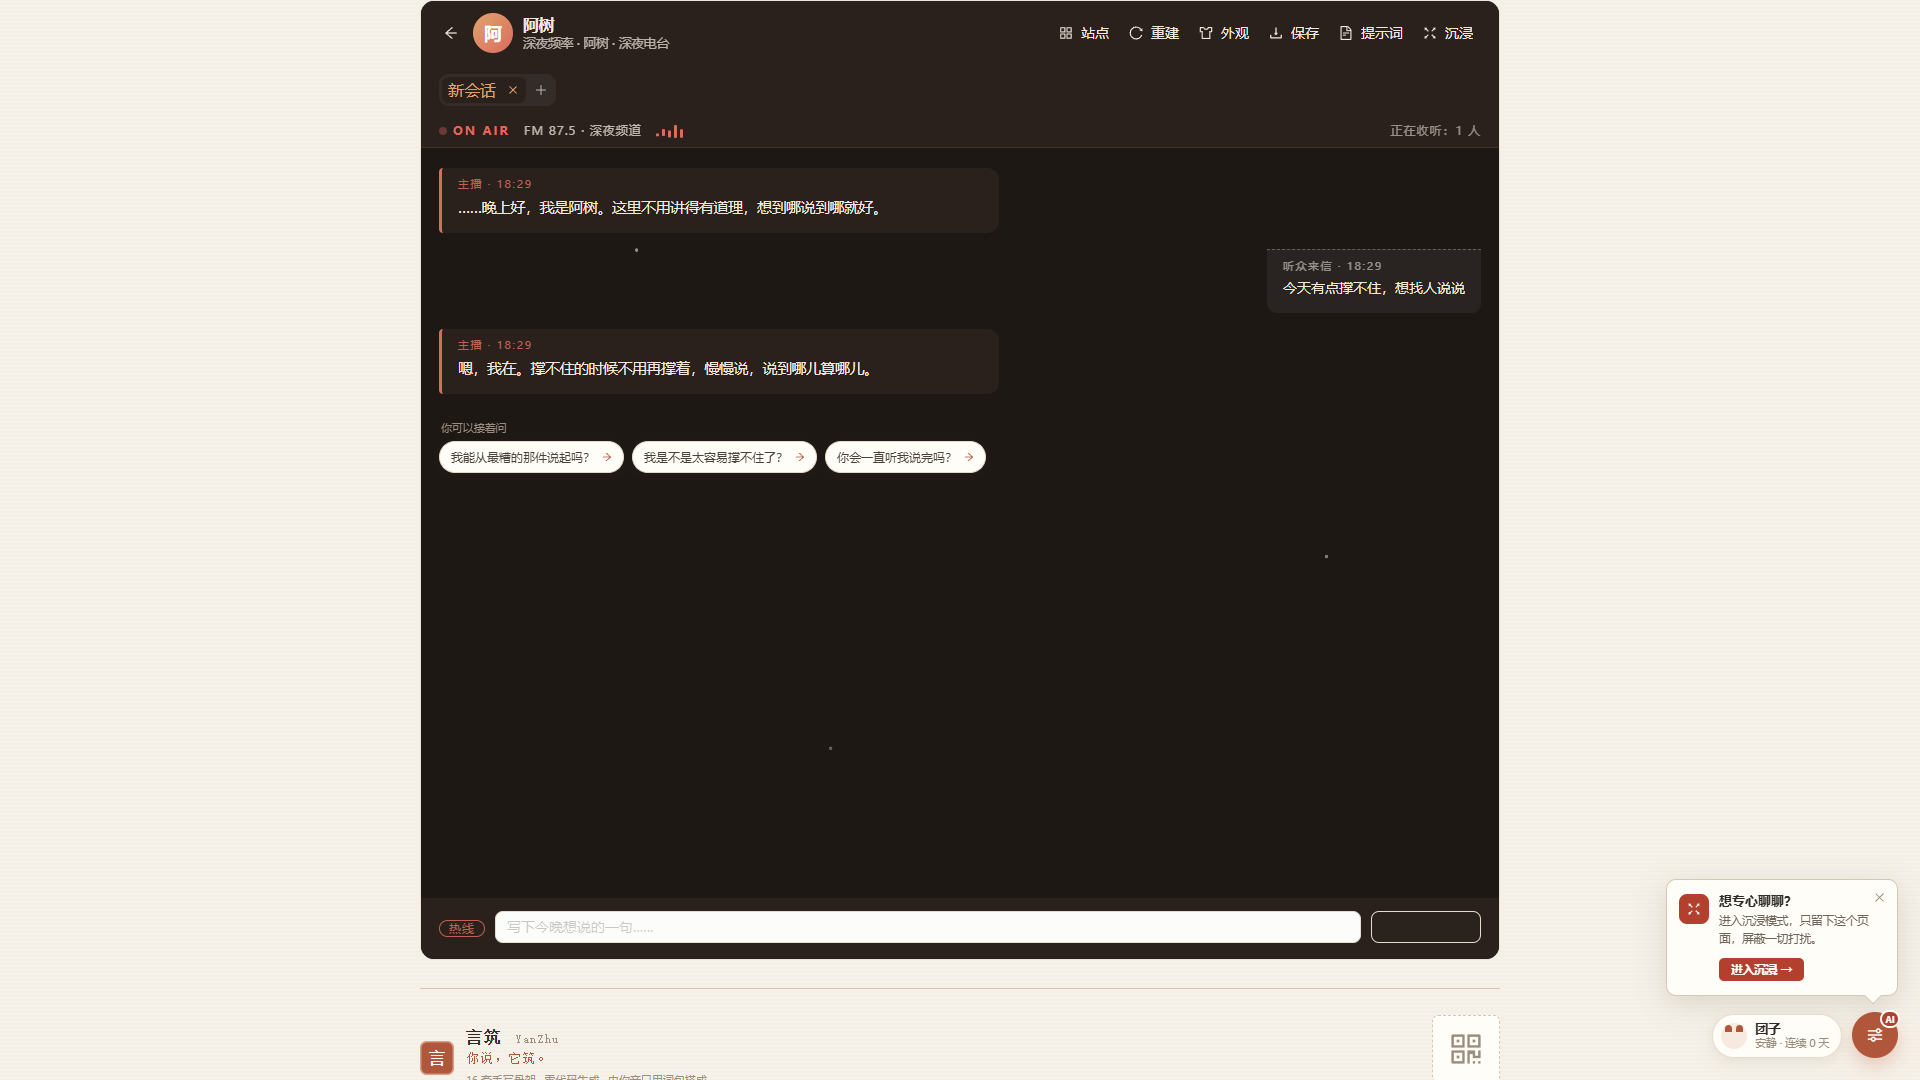 阿
阿树
深夜频率 · 阿树 · 深夜电台
站点
重建
外观
保存
提示词
沉浸
新会话 × +
ON AIR FM 87.5 · 深夜频道
正在收听：1 人
主播 · 18:29
……晚上好，我是阿树。这里不用讲得有道理，想到哪说到哪就好。
听众来信 · 18:29
今天有点撑不住，想找人说说
主播 · 18:29
嗯，我在。撑不住的时候不用再撑着，慢慢说，说到哪儿算哪儿。
你可以接着问
我能从最糟的那件说起吗？ →
我是不是太容易撑不住了？ →
你会一直听我说完吗？ →
热线
写下今晚想说的一句……
想专心聊聊？
进入沉浸模式，只留下这个页
面，屏蔽一切打扰。
进入沉浸 →
团子
安静 · 连续 0 天
AI
言
言筑 YanZhu
你说，它筑。